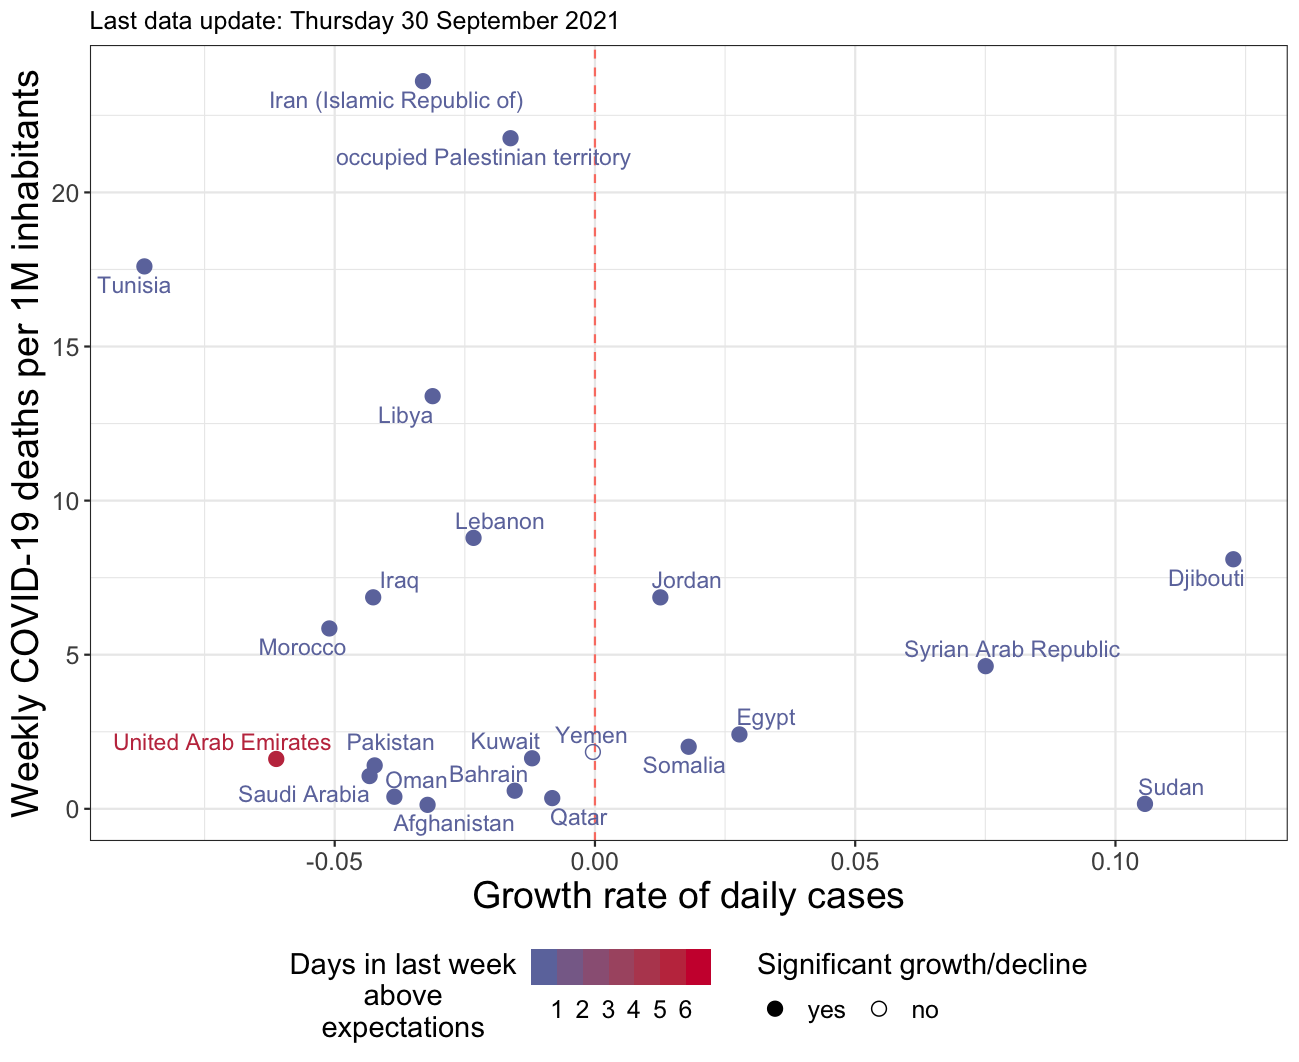 Last data update: Thursday 30 September 2021
Weekly COVID-19 deaths per 1M inhabitants
20
15
10
5
0
Iran (Islamic Republic of)
occupied Palestinian territory
Tunisia
Libya
Lebanon
Iraq
Jordan
Djibouti
Morocco
Syrian Arab Republic
Egypt
United Arab Emirates
Pakistan
Kuwait
Yemen
Somalia
Saudi Arabia
Oman
Bahrain
Sudan
Afghanistan
Qatar
-0.05
0.00
0.05
0.10
Growth rate of daily cases
Days in last week
above
expectations
1 2 3 4 5 6
Significant growth/decline
yes
no